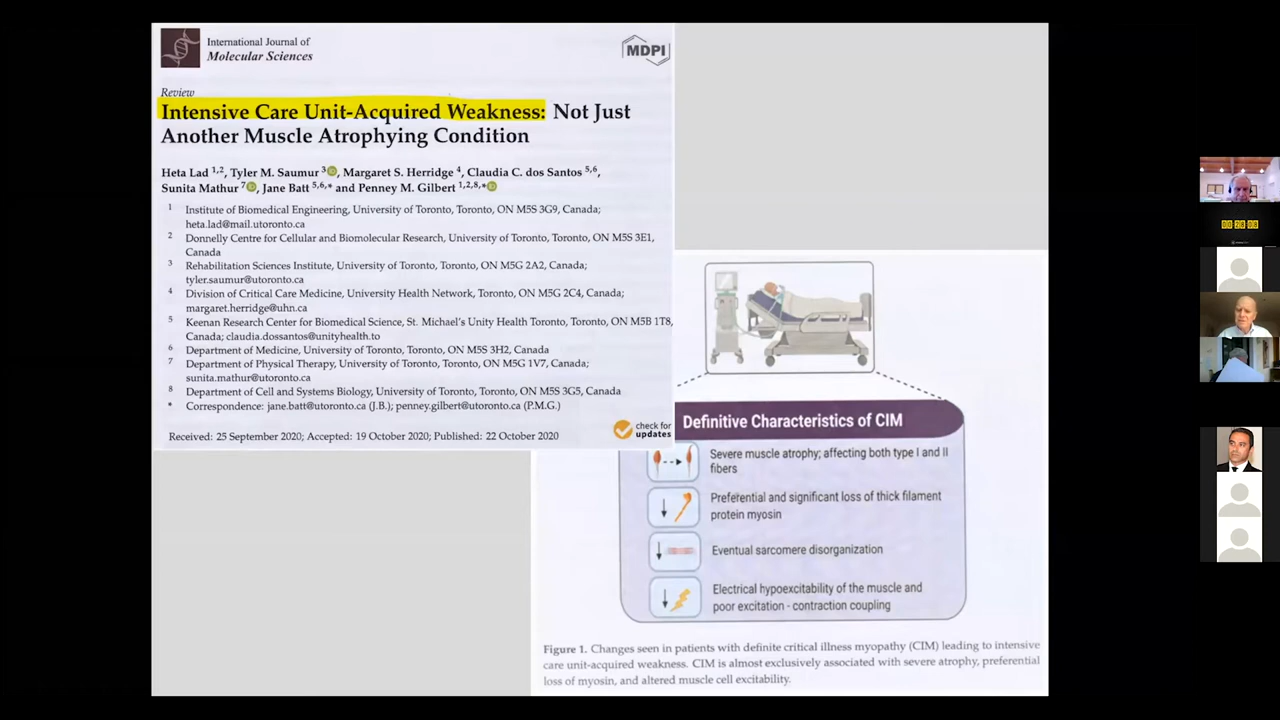 International Journal of
Molecular Sciences
MDPI
Review
Intensive Care Unit-Acquired Weakness: Not Just
Another Muscle Atrophying Condition
Heta Lad 1,2, Tyler M. Saumur 3, Margaret S. Herridge 4, Claudia C. dos Santos 5,6,
Sunita Mathur 7, Jane Batt 5,6,* and Penney M. Gilbert 1,2,8,*
1 Institute of Biomedical Engineering, University of Toronto, Toronto, ON M5S 3G9, Canada;
heta.lad@mail.utoronto.ca
2 Donnelly Centre for Cellular and Biomolecular Research, University of Toronto, Toronto, ON M5S 3E1,
Canada
3 Rehabilitation Sciences Institute, University of Toronto, Toronto, ON M5G 2A2, Canada;
tyler.saumur@utoronto.ca
4 Division of Critical Care Medicine, University Health Network, Toronto, ON M5G 2C4, Canada;
margaret.herridge@uhn.ca
5 Keenan Research Center for Biomedical Science, St. Michael's Unity Health Toronto, Toronto, ON M5B 1T8,
Canada; claudia.dossantos@unityhealth.to
6 Department of Medicine, University of Toronto, Toronto, ON M5S 3H2, Canada
7 Department of Physical Therapy, University of Toronto, Toronto, ON M5G 1V7, Canada;
sunita.mathur@utoronto.ca
8 Department of Cell and Systems Biology, University of Toronto, Toronto, ON M5S 3G5, Canada
* Correspondence: jane.batt@utoronto.ca (J.B.); penney.gilbert@utoronto.ca (P.M.G.)
Received: 25 September 2020; Accepted: 19 October 2020; Published: 22 October 2020
check for
updates
Definitive Characteristics of CIM
Severe muscle atrophy; affecting both type I and II
fibers
Preferential and significant loss of thick filament
protein myosin
Eventual sarcomere disorganization
Electrical hypoexcitability of the muscle and
poor excitation - contraction coupling
Figure 1. Changes seen in patients with definite critical illness myopathy (CIM) leading to intensive
care unit-acquired weakness. CIM is almost exclusively associated with severe atrophy, preferential
loss of myosin, and altered muscle cell excitability.